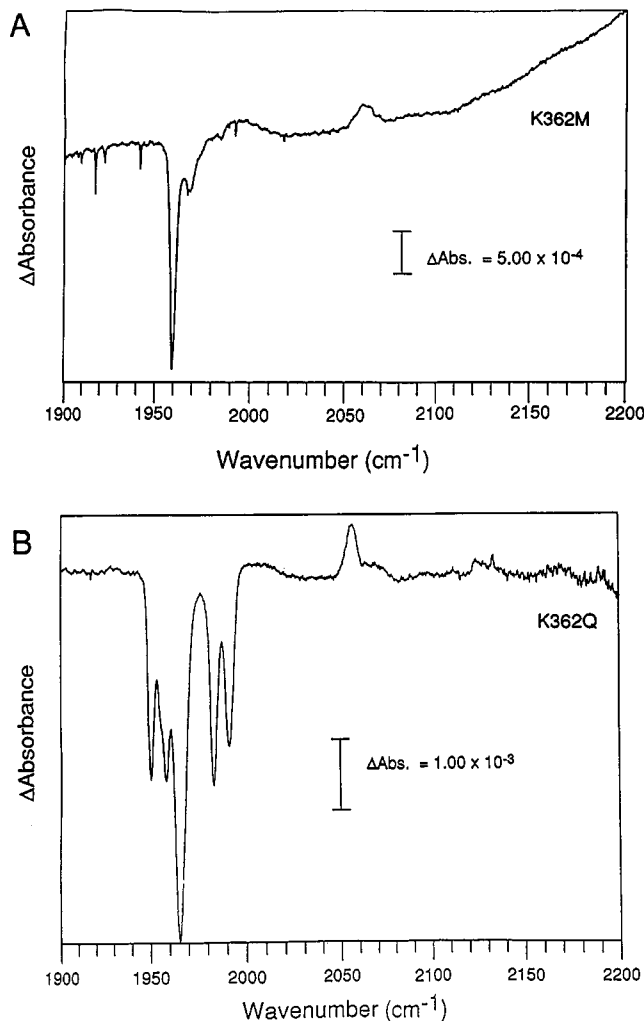 A
K362M
ΔAbs. = 5.00 x 10⁻⁴
ΔAbsorbance
1900 1950 2000 2050 2100 2150 2200
Wavenumber (cm⁻¹)
B
K362Q
ΔAbs. = 1.00 x 10⁻³
ΔAbsorbance
1900 1950 2000 2050 2100 2150 2200
Wavenumber (cm⁻¹)